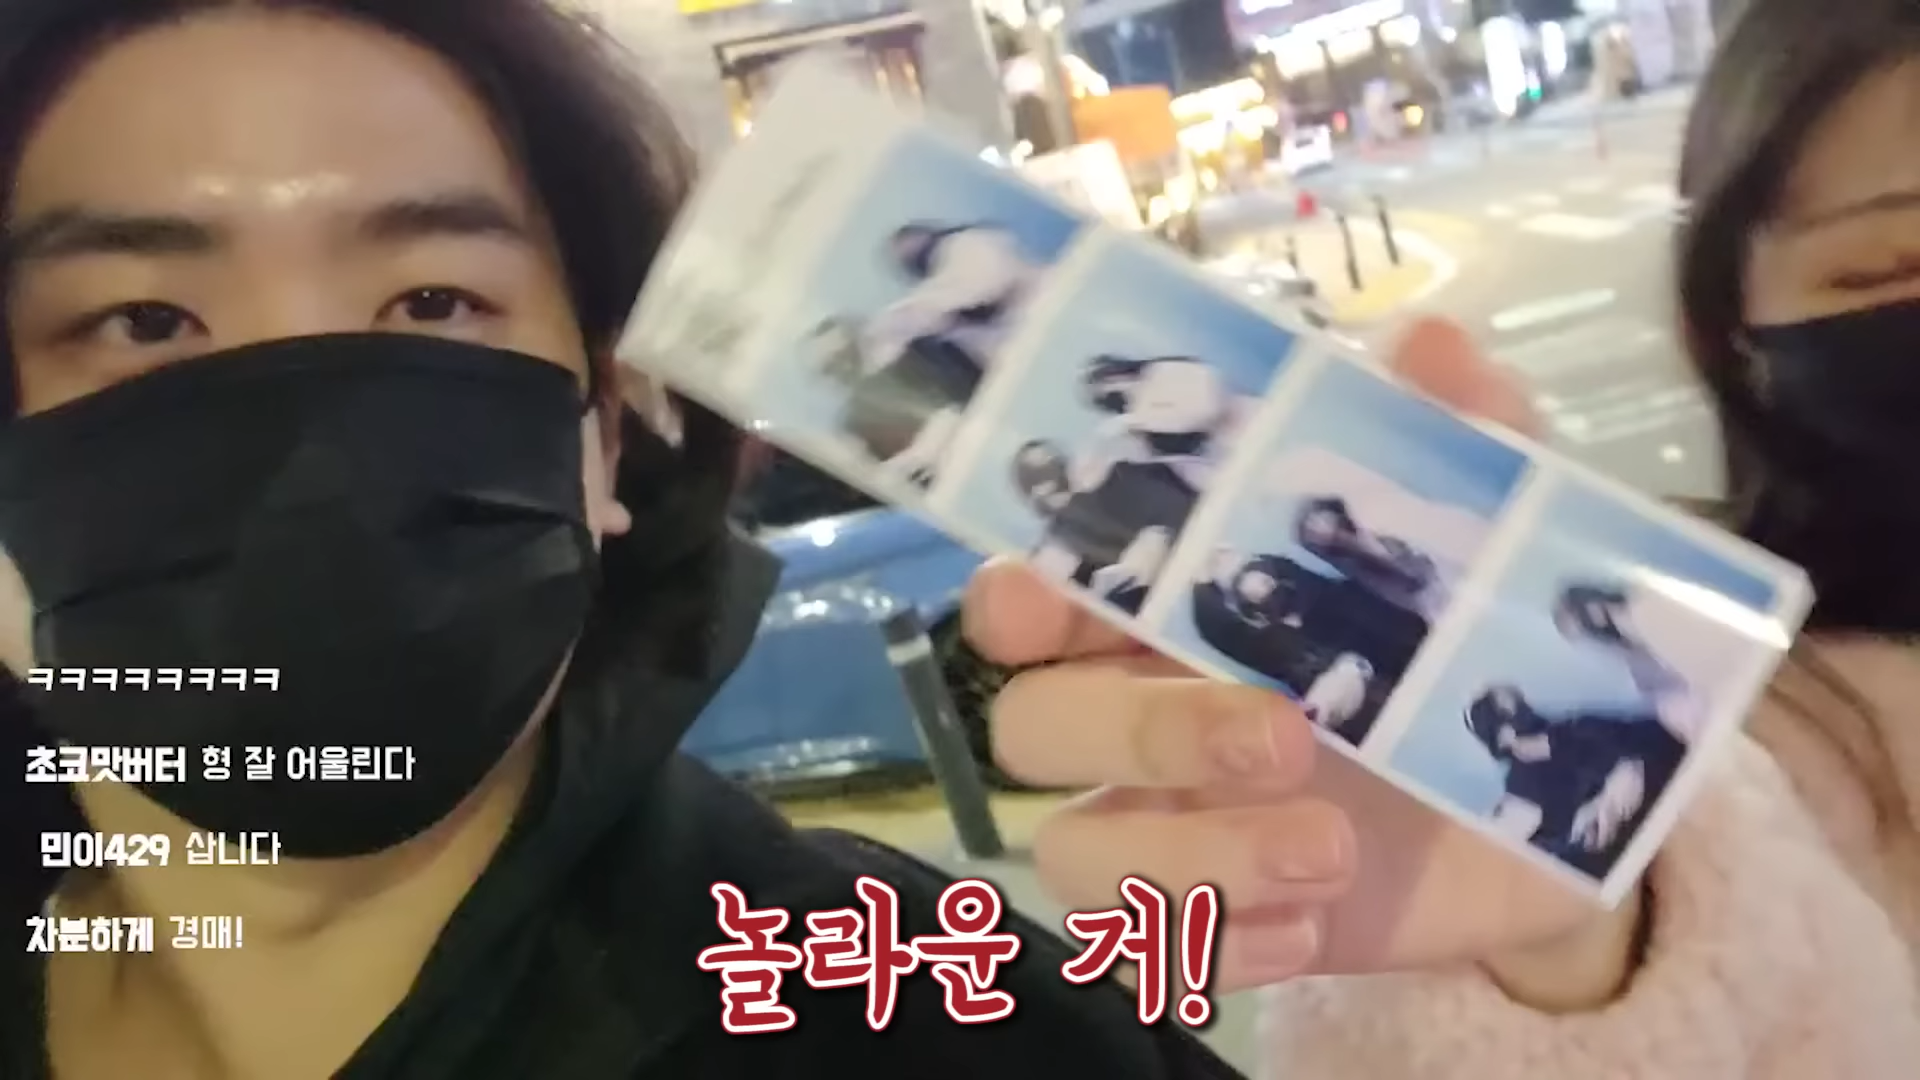 ㅋㅋㅋㅋㅋㅋㅋㅋ
초코맛버터 형 잘 어울린다
민이429 삽니다
차분하게 경매!
놀라운 거!